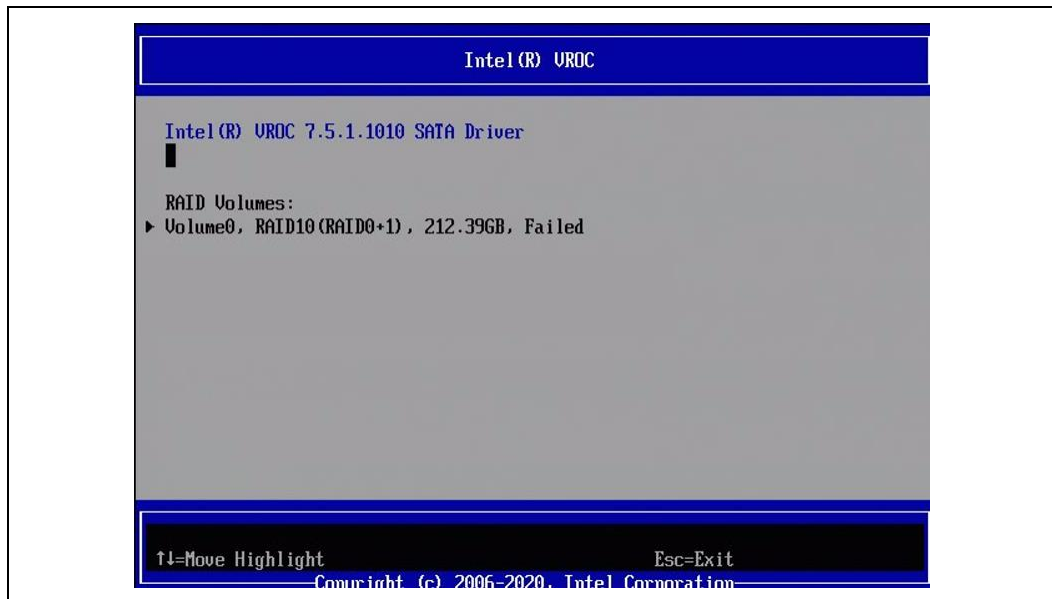 Intel(R) VROC
Intel(R) VROC 7.5.1.1010 SATA Driver
RAID Volumes:
Volume0, RAID10(RAID0+1), 212.39GB, Failed
↑↓=Move Highlight Esc=Exit
Copyright (c) 2006-2020, Intel Corporation